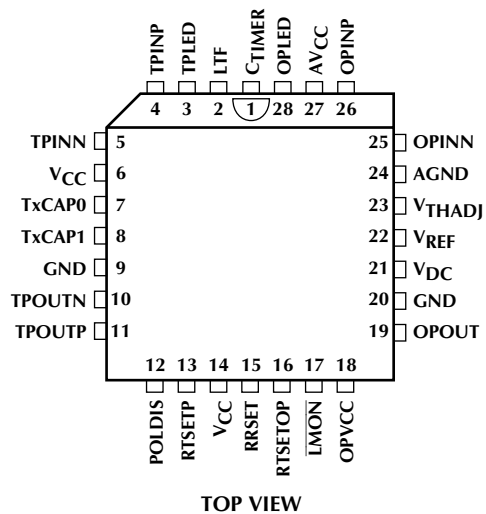 TPINP TPLED LTF CTIMER OPLED AVCC OPINP
4 3 2 1 28 27 26
TPINN 5 25 OPINN
VCC 6 24 AGND
TxCAP0 7 23 VTHADJ
TxCAP1 8 22 VREF
GND 9 21 VDC
TPOUTN 10 20 GND
TPOUTP 11 19 OPOUT
12 13 14 15 16 17 18
POLDIS RTSETP VCC RRSET RTSETOP LMON OPVCC
TOP VIEW